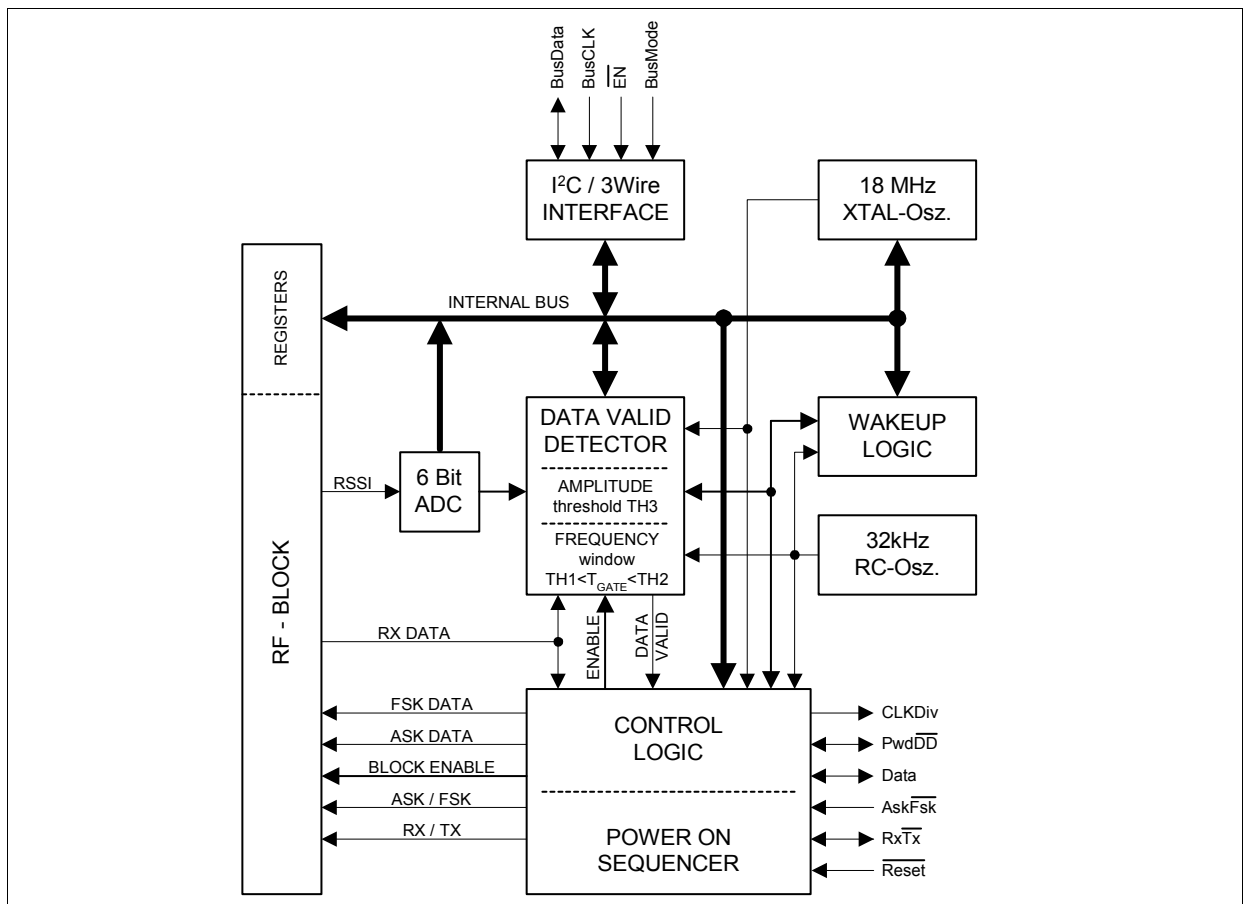 BusData
BusCLK
EN
BusMode
I²C / 3Wire
INTERFACE
18 MHz
XTAL-Osz.
REGISTERS
INTERNAL BUS
DATA VALID
DETECTOR
AMPLITUDE
threshold TH3
FREQUENCY
window
TH1<T_GATE<TH2
WAKEUP
LOGIC
RSSI
6 Bit
ADC
32kHz
RC-Osz.
RF - BLOCK
RX DATA
ENABLE
DATA
VALID
FSK DATA
ASK DATA
BLOCK ENABLE
ASK / FSK
RX / TX
CONTROL
LOGIC
POWER ON
SEQUENCER
CLKDiv
PwdDD
Data
AskFsk
RxTx
Reset